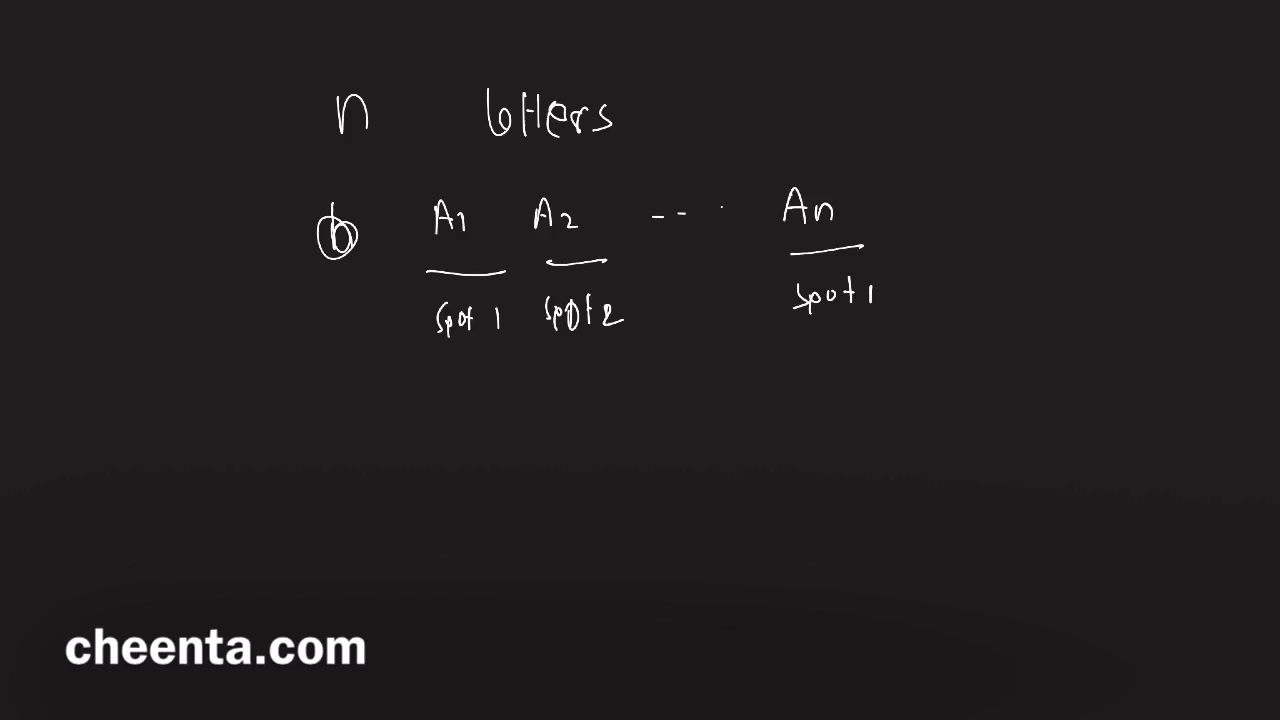 n letters
b A1 A2 -- . An
Spot 1 Spot 2 Spot 1
cheenta.com